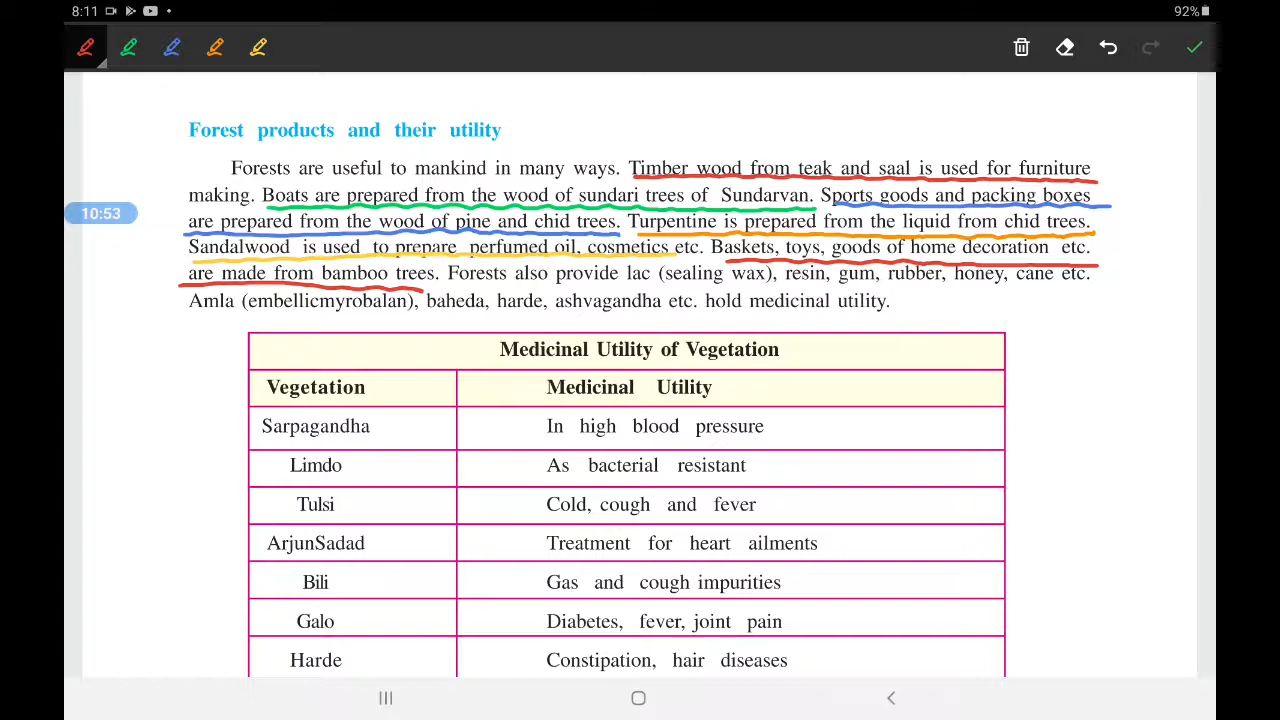 8:11
92%
Forest products and their utility
Forests are useful to mankind in many ways. Timber wood from teak and saal is used for furniture
making. Boats are prepared from the wood of sundari trees of Sundarvan. Sports goods and packing boxes
10:53
are prepared from the wood of pine and chid trees. Turpentine is prepared from the liquid from chid trees.
Sandalwood is used to prepare perfumed oil, cosmetics etc. Baskets, toys, goods of home decoration etc.
are made from bamboo trees. Forests also provide lac (sealing wax), resin, gum, rubber, honey, cane etc.
Amla (embellicmyrobalan), baheda, harde, ashvagandha etc. hold medicinal utility.
Medicinal Utility of Vegetation
Vegetation Medicinal Utility
Sarpagandha In high blood pressure
Limdo As bacterial resistant
Tulsi Cold, cough and fever
ArjunSadad Treatment for heart ailments
Bili Gas and cough impurities
Galo Diabetes, fever, joint pain
Harde Constipation, hair diseases